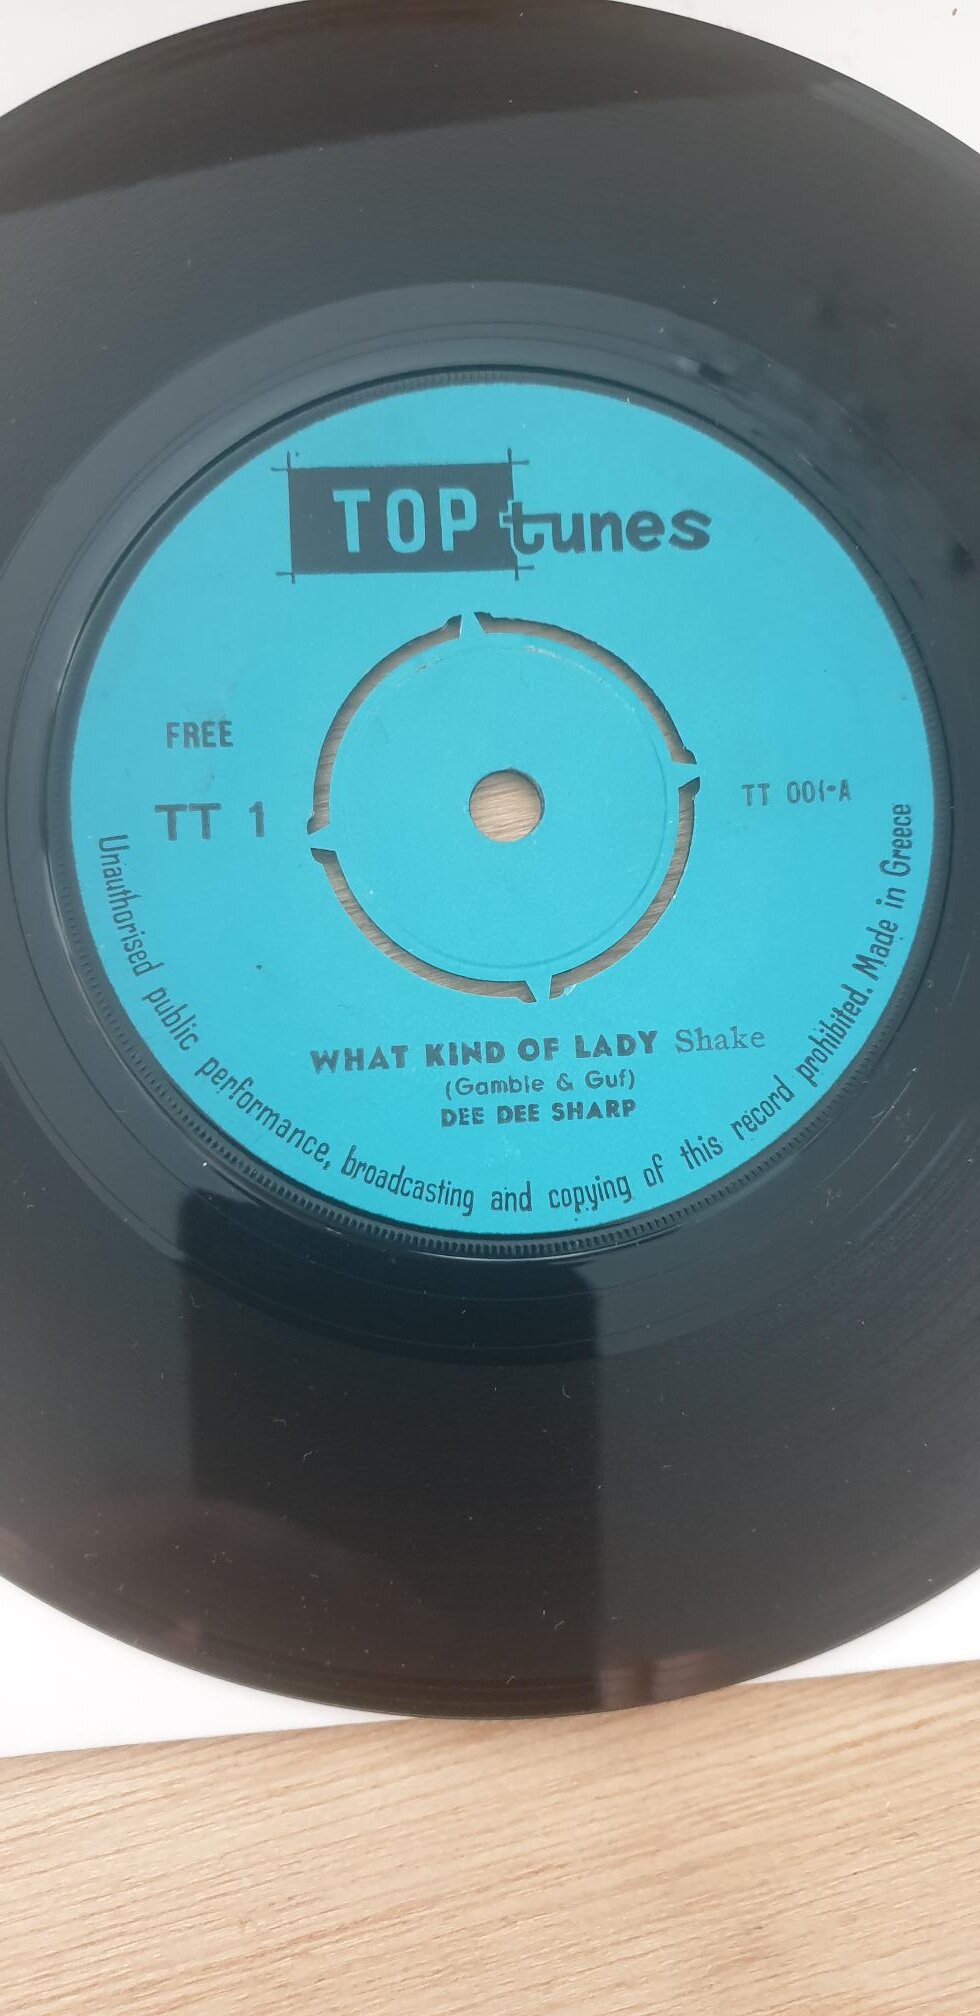 TOP tunes
FREE
TT 1
TT 001-A
WHAT KIND OF LADY Shake
(Gamble & Guf)
DEE DEE SHARP
Unauthorised public performance, broadcasting and copying of this record prohibited. Made in Greece